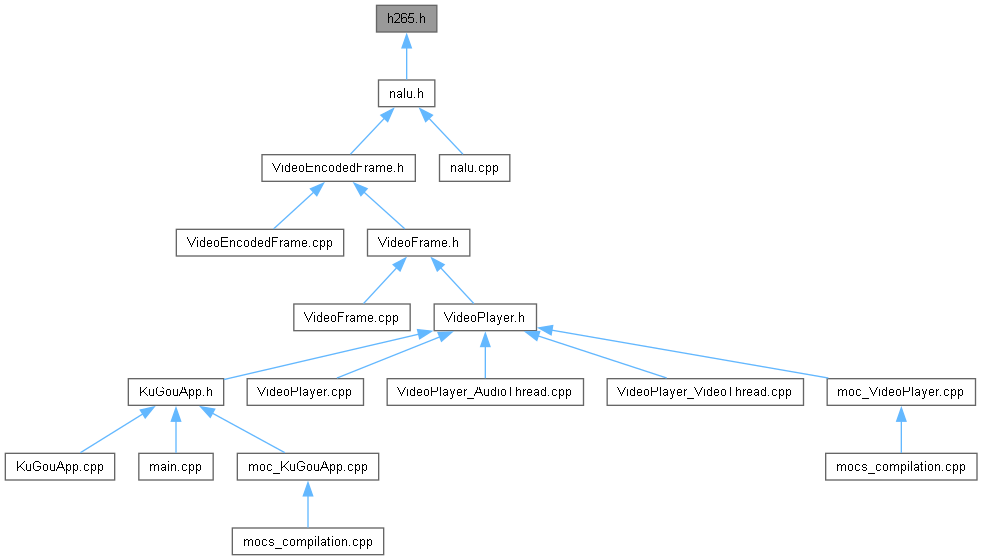 h265.h
nalu.h
VideoEncodedFrame.h
nalu.cpp
VideoEncodedFrame.cpp
VideoFrame.h
VideoFrame.cpp
VideoPlayer.h
KuGouApp.h
VideoPlayer.cpp
VideoPlayer_AudioThread.cpp
VideoPlayer_VideoThread.cpp
moc_VideoPlayer.cpp
KuGouApp.cpp
main.cpp
moc_KuGouApp.cpp
mocs_compilation.cpp
mocs_compilation.cpp